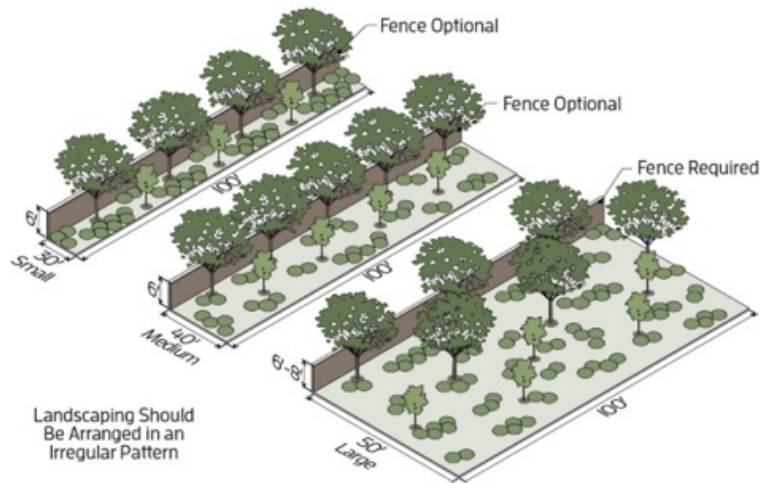 Fence Optional
Fence Optional
Fence Required
6'
30'
Small
100'
6'
40'
Medium
100'
6'-8'
50'
Large
100'
Landscaping Should
Be Arranged in an
Irregular Pattern